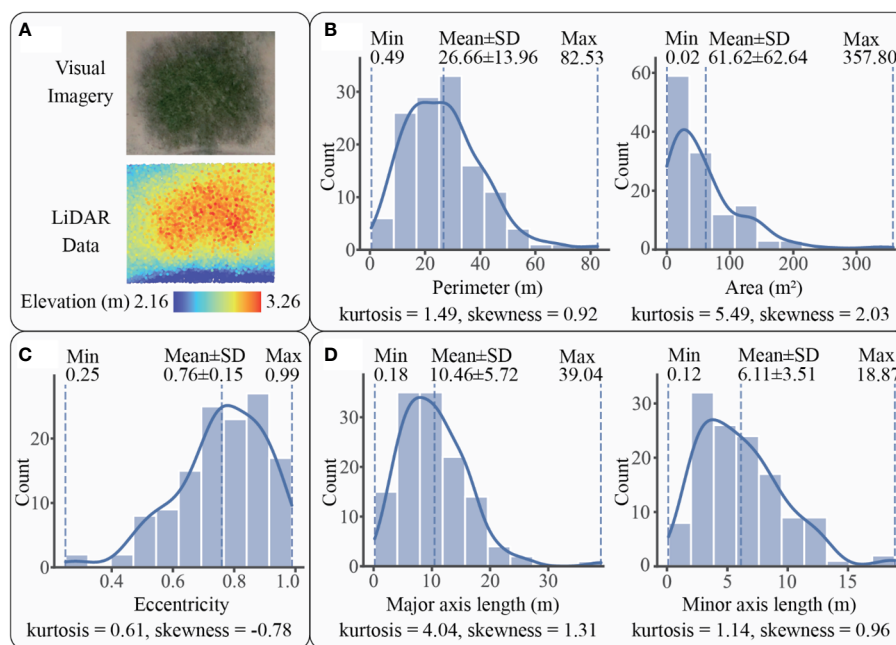 A
Visual
Imagery
LiDAR
Data
Elevation (m) 2.16 3.26
B
Min Mean±SD Max
0.49 26.66±13.96 82.53
30
20
10
0
Count
0 20 40 60 80
Perimeter (m)
kurtosis = 1.49, skewness = 0.92
Min Mean±SD Max
0.02 61.62±62.64 357.80
60
40
20
0
Count
0 100 200 300
Area (m²)
kurtosis = 5.49, skewness = 2.03
C
Min Mean±SD Max
0.25 0.76±0.15 0.99
20
10
0
Count
0.4 0.6 0.8 1.0
Eccentricity
kurtosis = 0.61, skewness = -0.78
D
Min Mean±SD Max
0.18 10.46±5.72 39.04
30
20
10
0
Count
0 10 20 30
Major axis length (m)
kurtosis = 4.04, skewness = 1.31
Min Mean±SD Max
0.12 6.11±3.51 18.87
30
20
10
0
Count
0 5 10 15
Minor axis length (m)
kurtosis = 1.14, skewness = 0.96